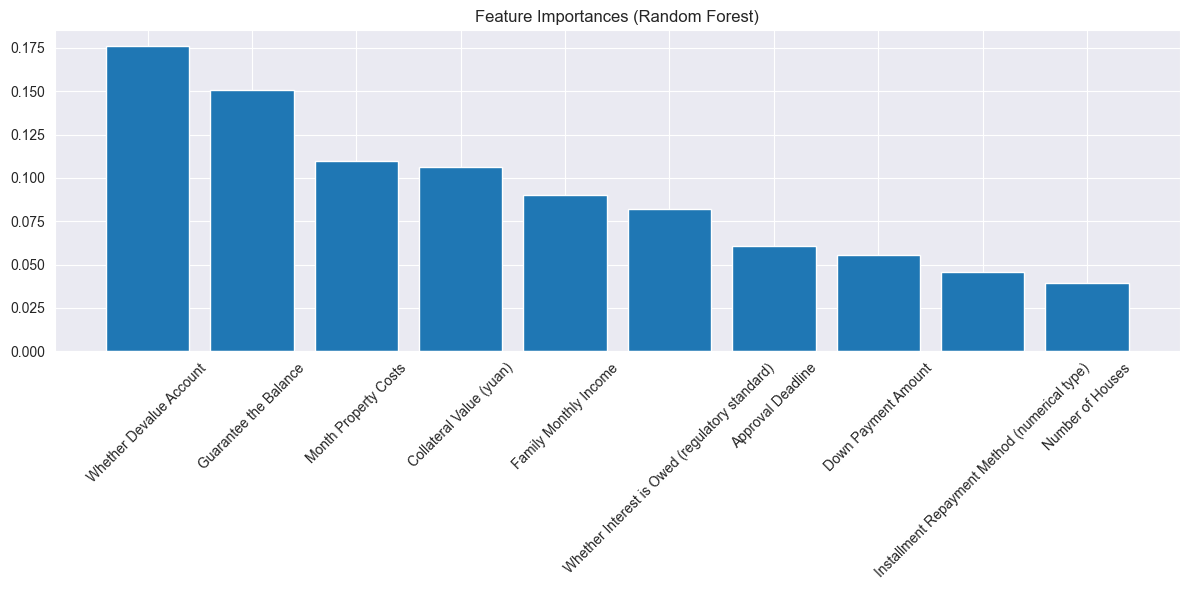 Feature Importances (Random Forest)
0.175
0.150
0.125
0.100
0.075
0.050
0.025
0.000
Whether Devalue Account
Guarantee the Balance
Month Property Costs
Collateral Value (yuan)
Family Monthly Income
Whether Interest is Owed (regulatory standard)
Approval Deadline
Down Payment Amount
Installment Repayment Method (numerical type)
Number of Houses